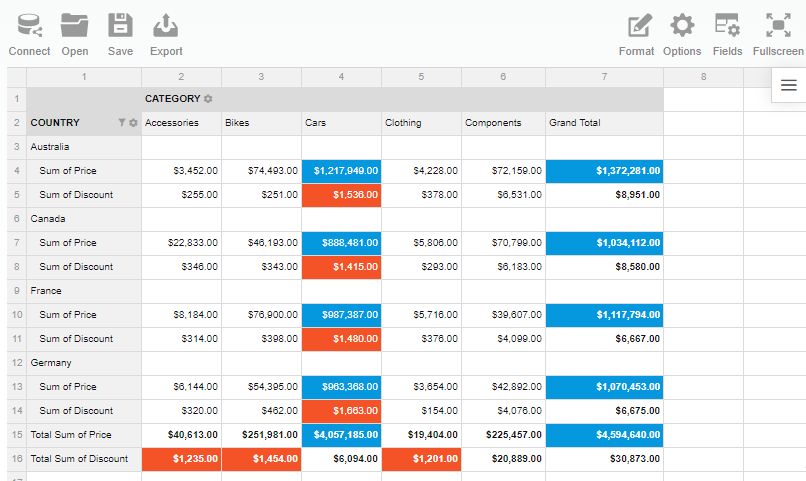 Connect Open Save Export Format Options Fields Fullscreen
1 2 3 4 5 6 7 8
1 CATEGORY
2 COUNTRY Accessories Bikes Cars Clothing Components Grand Total
3 Australia
4 Sum of Price $3,452.00 $74,493.00 $1,217,949.00 $4,228.00 $72,159.00 $1,372,281.00
5 Sum of Discount $255.00 $251.00 $1,536.00 $378.00 $6,531.00 $8,951.00
6 Canada
7 Sum of Price $22,833.00 $46,193.00 $888,481.00 $5,806.00 $70,799.00 $1,034,112.00
8 Sum of Discount $346.00 $343.00 $1,415.00 $293.00 $6,183.00 $8,580.00
9 France
10 Sum of Price $8,184.00 $76,900.00 $987,387.00 $5,716.00 $39,607.00 $1,117,794.00
11 Sum of Discount $314.00 $398.00 $1,480.00 $376.00 $4,099.00 $6,667.00
12 Germany
13 Sum of Price $6,144.00 $54,395.00 $963,368.00 $3,654.00 $42,892.00 $1,070,453.00
14 Sum of Discount $320.00 $462.00 $1,663.00 $154.00 $4,076.00 $6,675.00
15 Total Sum of Price $40,613.00 $251,981.00 $4,057,185.00 $19,404.00 $225,457.00 $4,594,640.00
16 Total Sum of Discount $1,235.00 $1,454.00 $6,094.00 $1,201.00 $20,889.00 $30,873.00